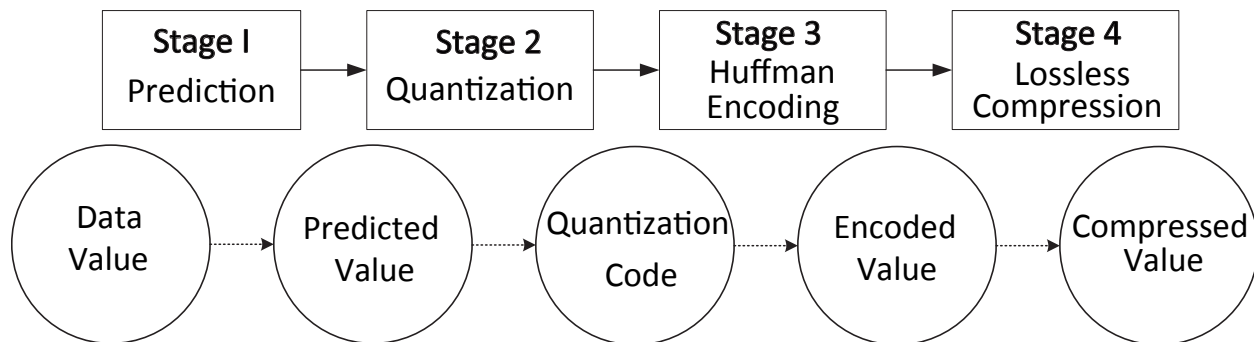 Stage I
Prediction
Stage 2
Quantization
Stage 3
Huffman
Encoding
Stage 4
Lossless
Compression
Data
Value
Predicted
Value
Quantization
Code
Encoded
Value
Compressed
Value